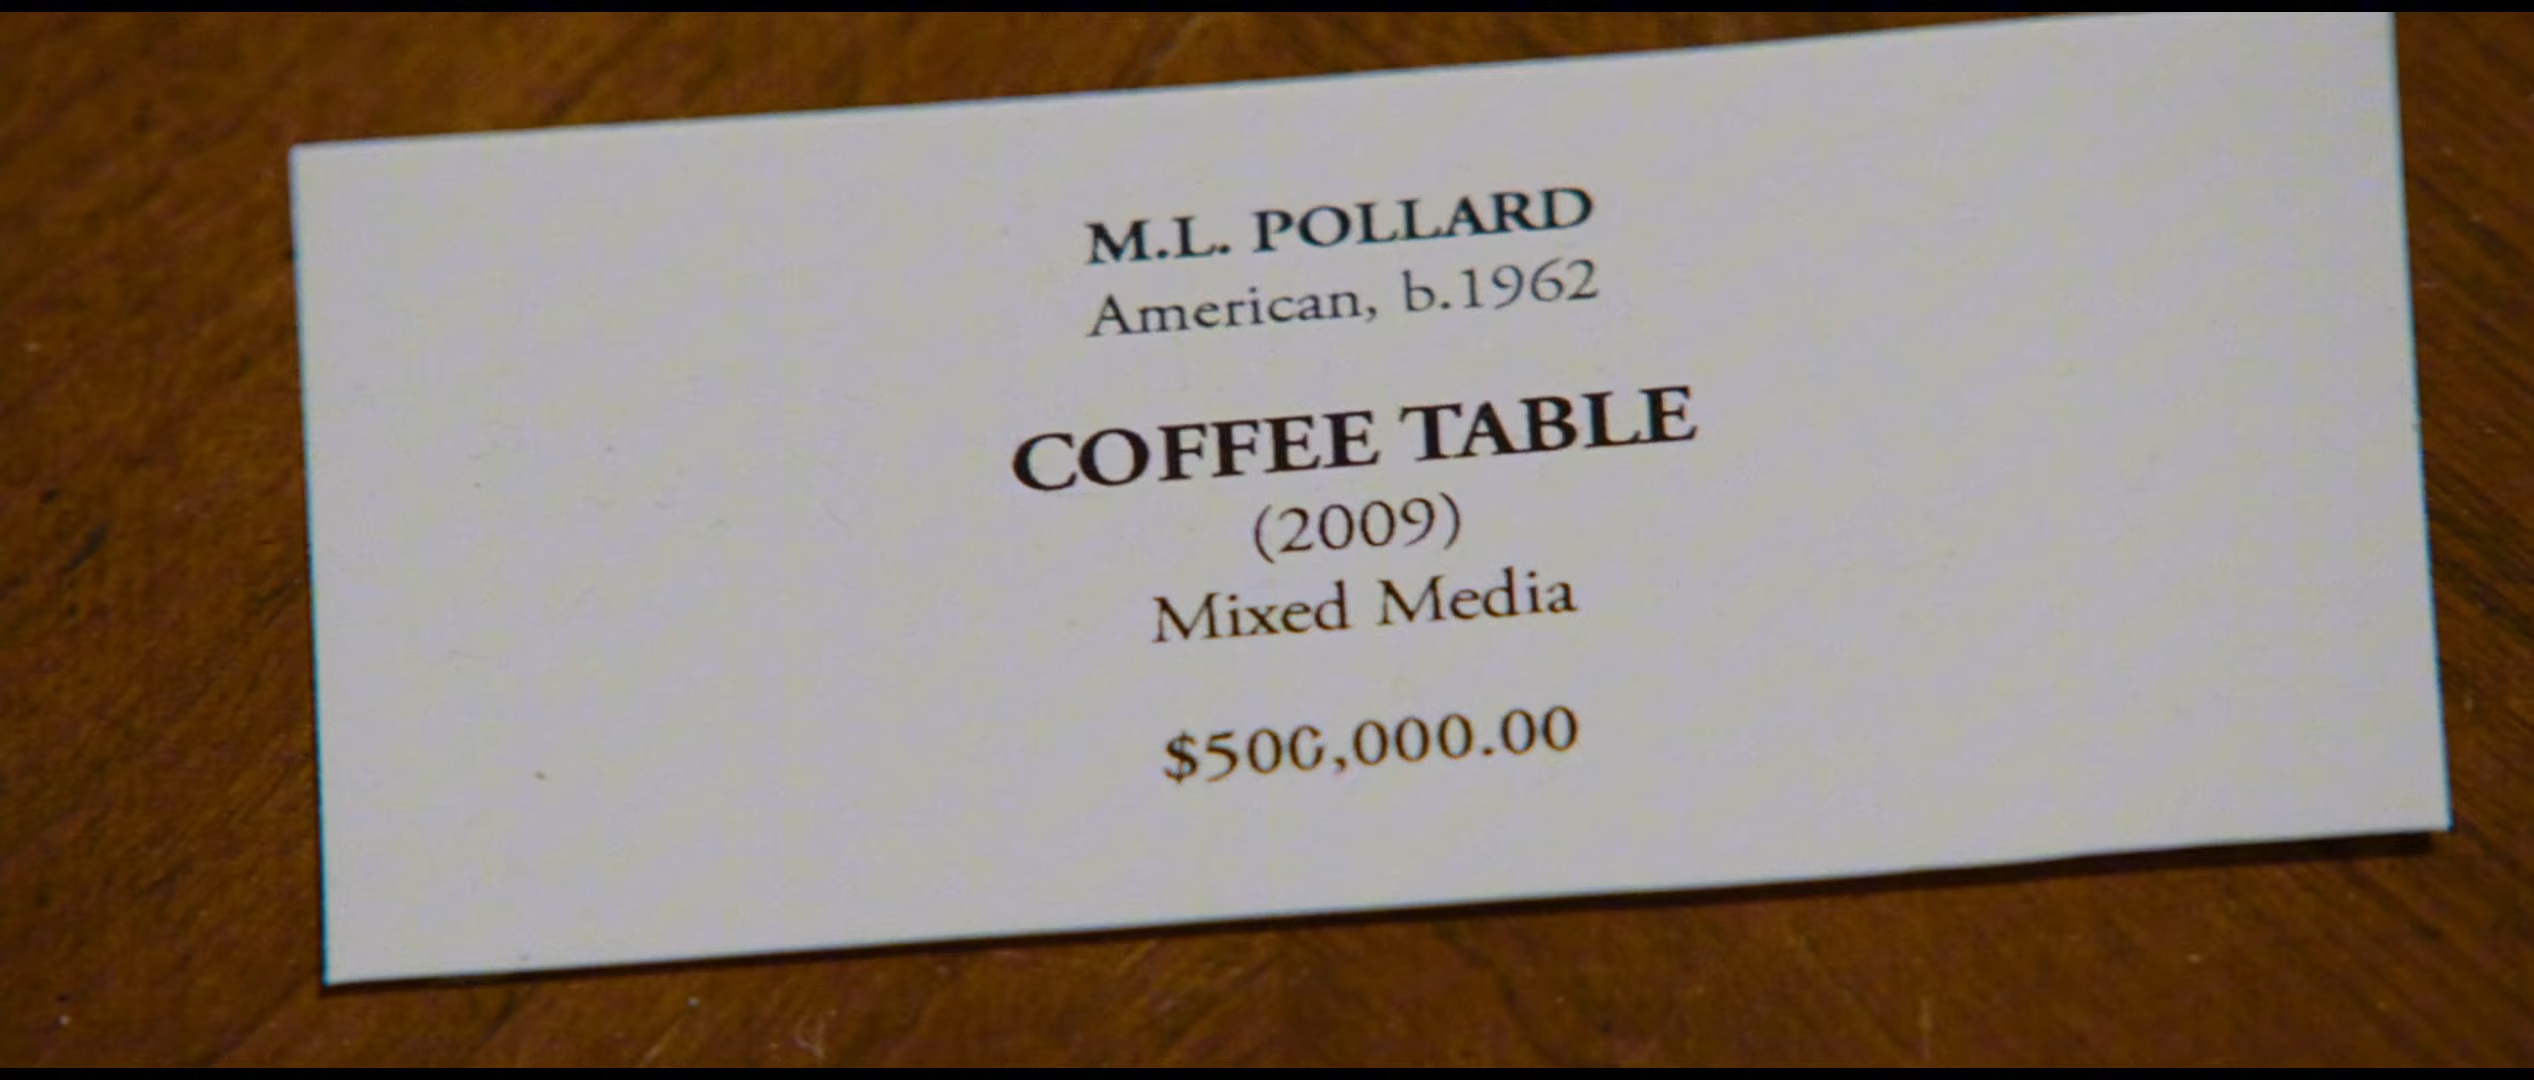 M.L. POLLARD
American, b.1962
COFFEE TABLE
(2009)
Mixed Media
$500,000.00